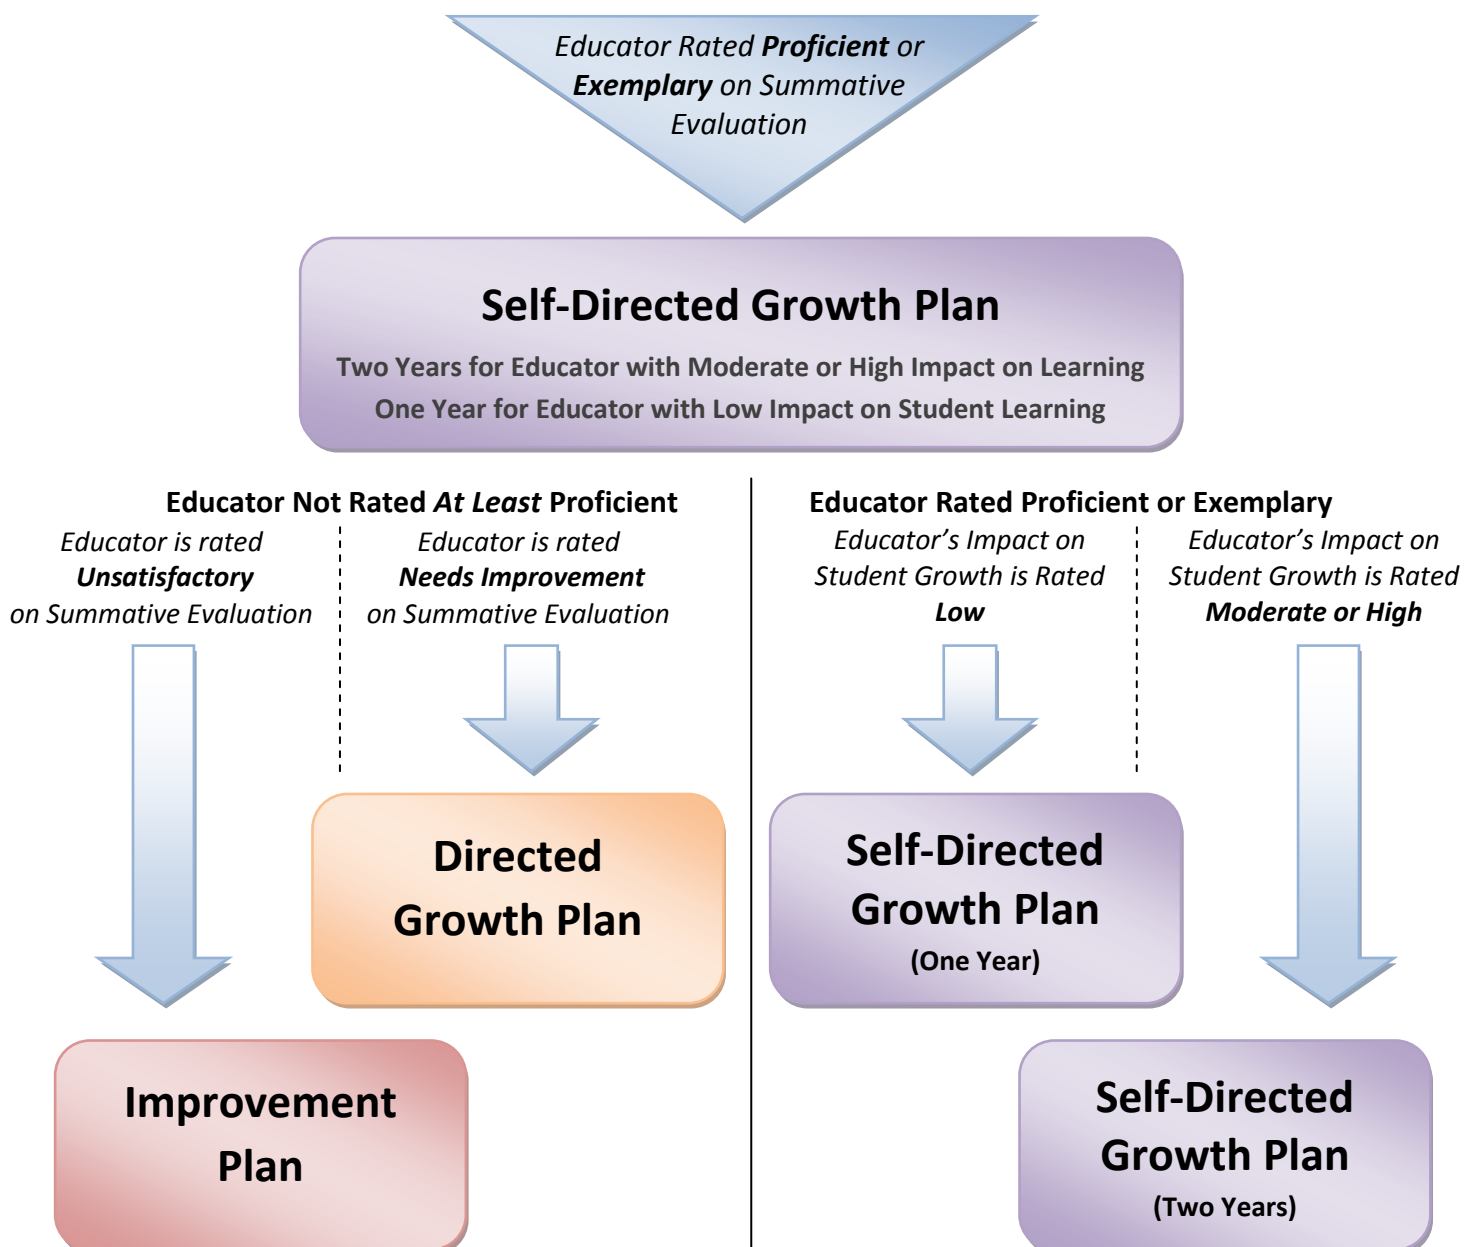 Educator Rated Proficient or
Exemplary on Summative
Evaluation
Self-Directed Growth Plan
Two Years for Educator with Moderate or High Impact on Learning
One Year for Educator with Low Impact on Student Learning
Educator Not Rated At Least Proficient
Educator is rated
Unsatisfactory
on Summative Evaluation
Educator is rated
Needs Improvement
on Summative Evaluation
Educator Rated Proficient or Exemplary
Educator’s Impact on
Student Growth is Rated
Low
Educator’s Impact on
Student Growth is Rated
Moderate or High
Directed
Growth Plan
Self-Directed
Growth Plan
(One Year)
Improvement
Plan
Self-Directed
Growth Plan
(Two Years)